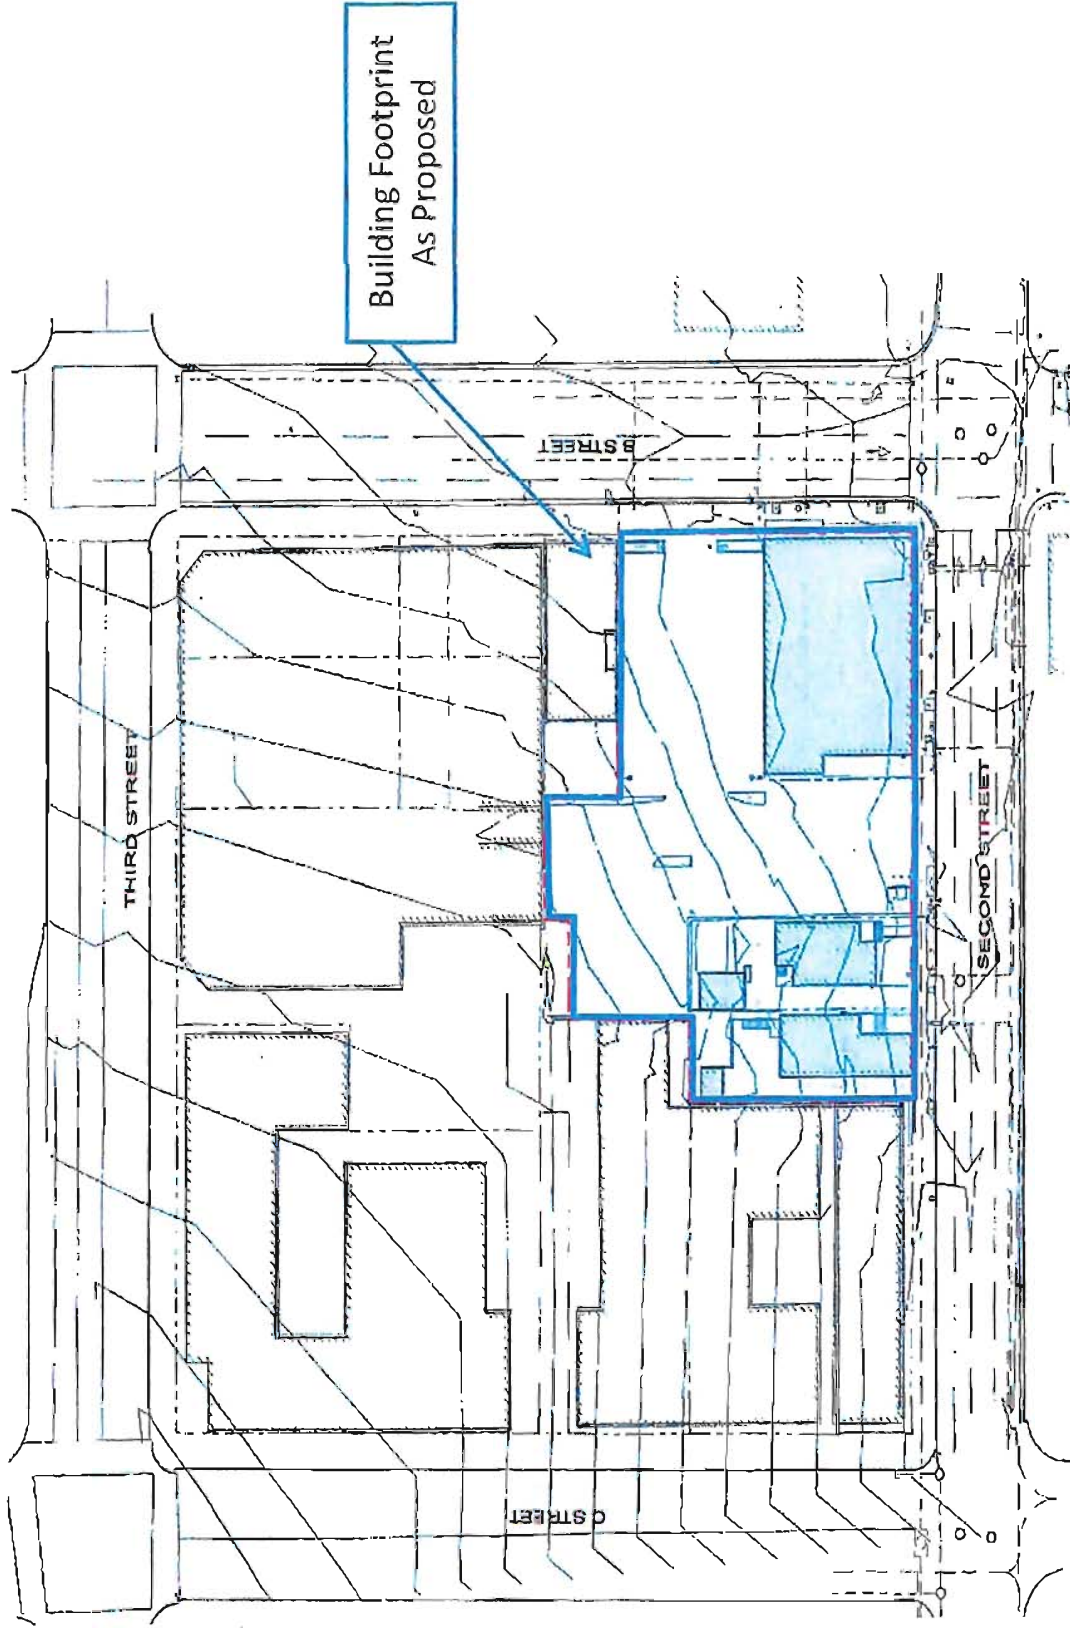 Building Footprint
As Proposed
B STREET
THIRD STREET
SECOND STREET
C STREET